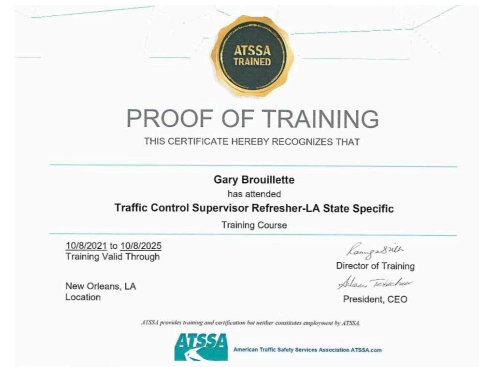 ATSSA
TRAINED
PROOF OF TRAINING
THIS CERTIFICATE HEREBY RECOGNIZES THAT
Gary Brouillette
has attended
Traffic Control Supervisor Refresher-LA State Specific
Training Course
10/8/2021 to 10/8/2025
Training Valid Through
Director of Training
New Orleans, LA
Location
President, CEO
ATSSA provides training and certification but neither constitutes employment by ATSSA.
ATSSA
American Traffic Safety Services Association ATSSA.com